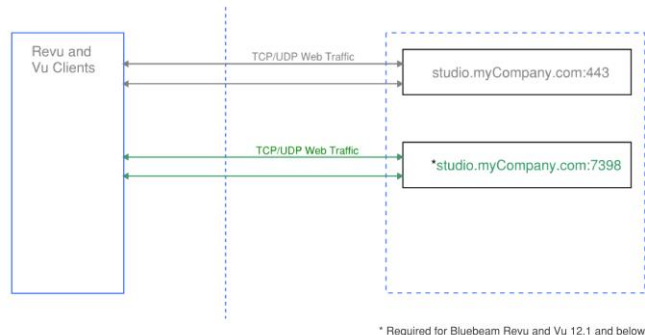 Revu and
Vu Clients
TCP/UDP Web Traffic
studio.myCompany.com:443
TCP/UDP Web Traffic
*studio.myCompany.com:7398
* Required for Bluebeam Revu and Vu 12.1 and below